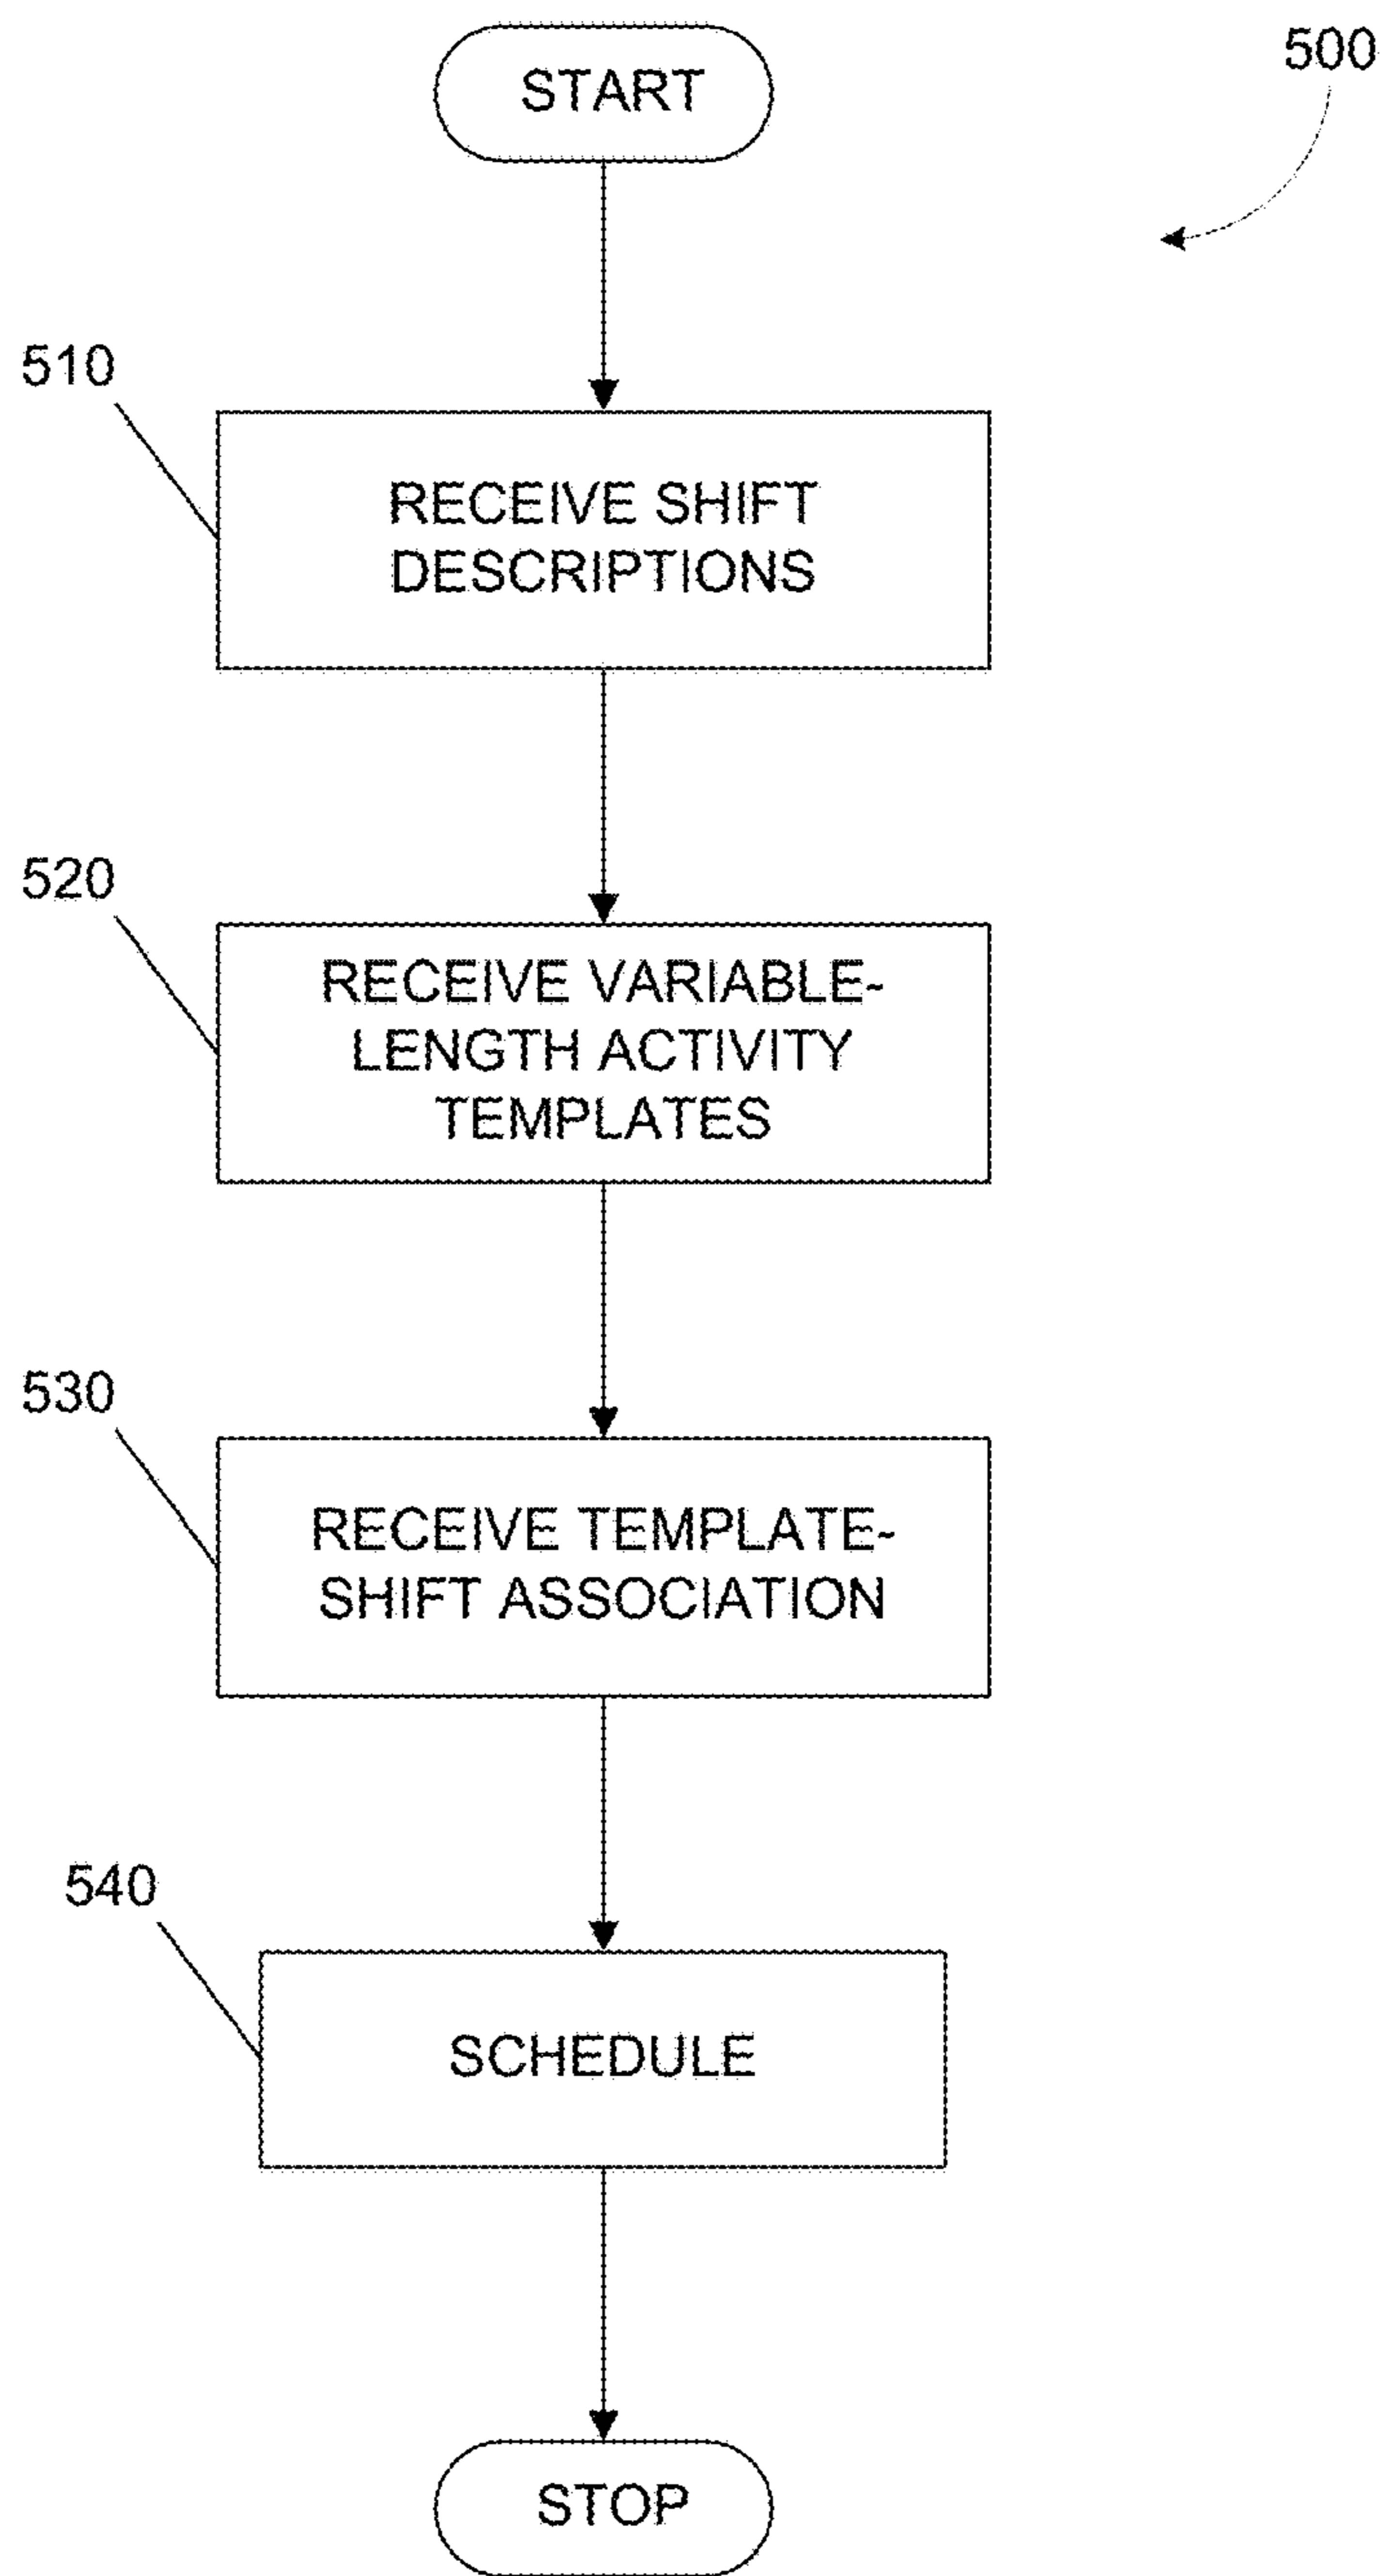 START
500
510
RECEIVE SHIFT
DESCRIPTIONS
520
RECEIVE VARIABLE-
LENGTH ACTIVITY
TEMPLATES
530
RECEIVE TEMPLATE-
SHIFT ASSOCIATION
540
SCHEDULE
STOP